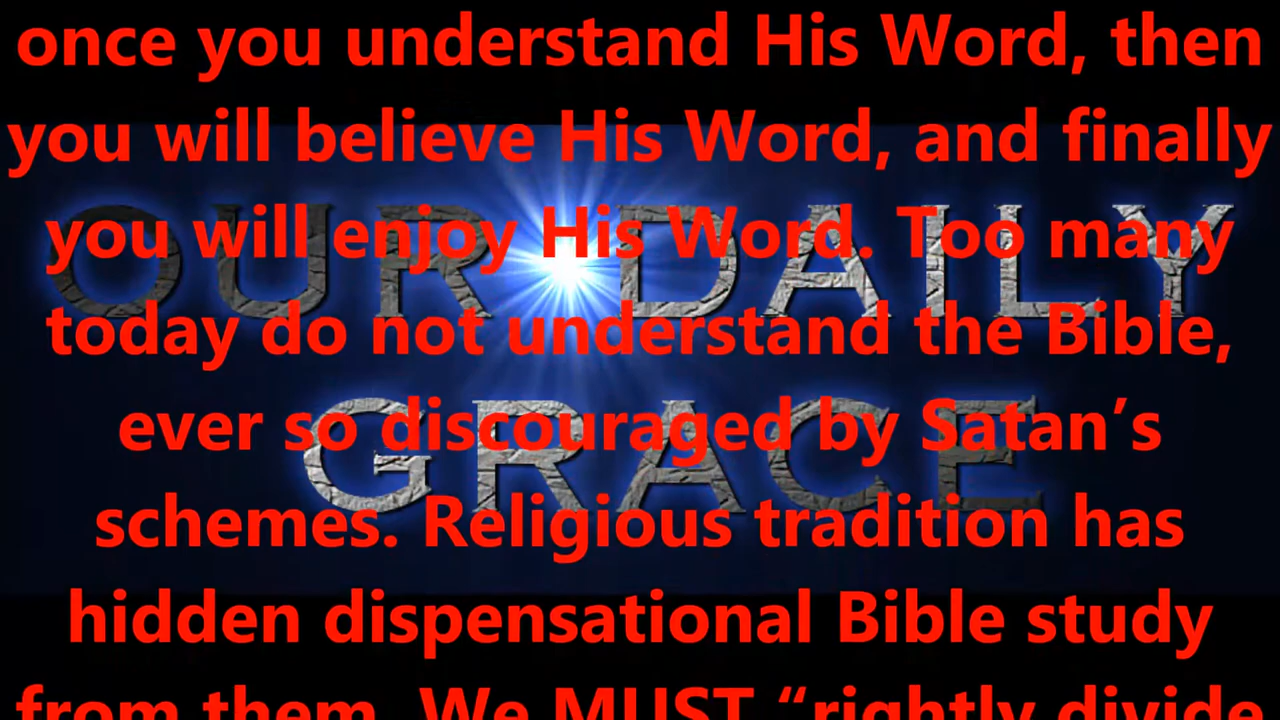 once you understand His Word, then
you will believe His Word, and finally
you will enjoy His Word. Too many
today do not understand the Bible,
ever so discouraged by Satan’s
schemes. Religious tradition has
hidden dispensational Bible study
from them. We MUST “rightly divide
OUR DAILY
GRACE